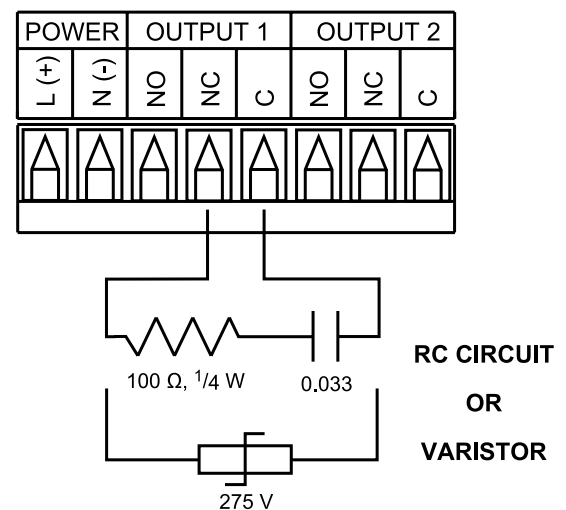 POWER OUTPUT 1 OUTPUT 2
L (+) N (-) NO NC C NO NC C
100 Ω, 1/4 W 0.033
RC CIRCUIT
OR
VARISTOR
275 V